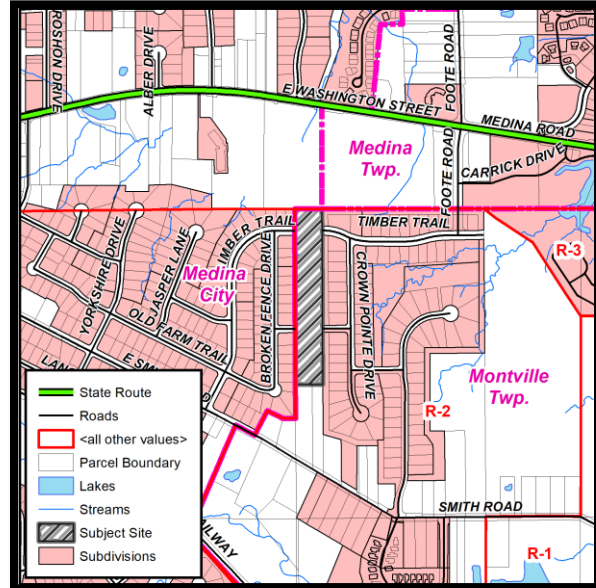 ROSHON DRIVE
ALBER DRIVE
E WASHINGTON STREET
FOOTE ROAD
MEDINA ROAD
Medina
Twp.
FOOTE ROAD
CARRICK DRIVE
TIMBER TRAIL
TIMBER TRAIL
YORKSHIRE DRIVE
JASPER LANE
Medina
City
BROKEN FENCE DRIVE
CROWN POINTE DRIVE
R-3
OLD FARM TRAIL
Montville
Twp.
R-2
SMITH ROAD
R-1
State Route
Roads
<all other values>
Parcel Boundary
Lakes
Streams
Subject Site
Subdivisions